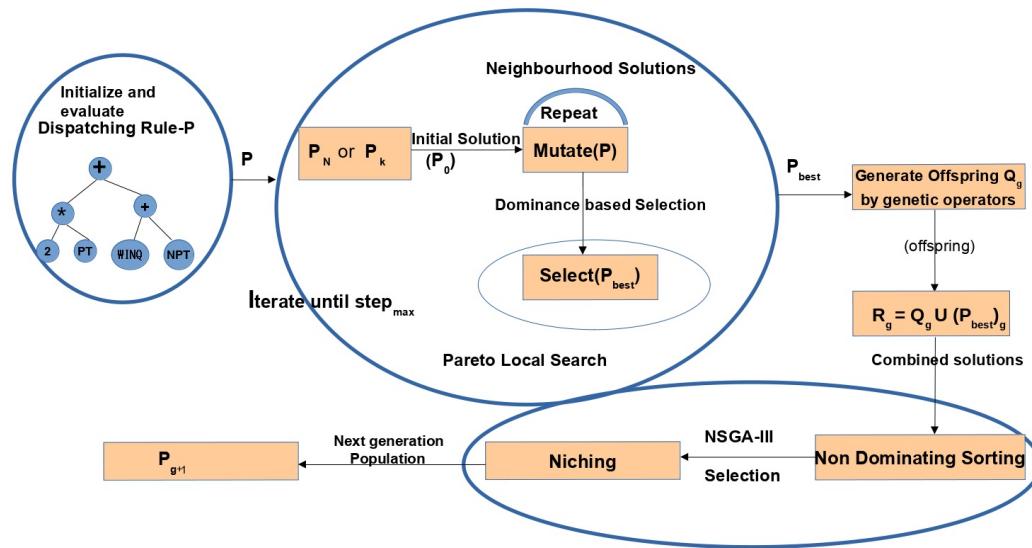 Initialize and
evaluate
Dispatching Rule-P
+
*
+
2
PT
WINQ
NPT
P
Neighbourhood Solutions
Repeat
P_N or P_k
Initial Solution
(P_0)
Mutate(P)
Dominance based Selection
Select(P_best)
Iterate until step_max
Pareto Local Search
P_best
Generate Offspring Q_g
by genetic operators
(offspring)
R_g = Q_g U (P_best)_g
Combined solutions
Non Dominating Sorting
NSGA-III
Selection
Niching
Next generation
Population
P_g+1